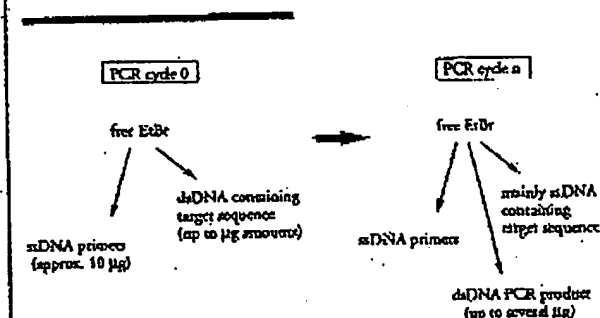 PCR cycle 0
free EtBr
ssDNA primers
(approx. 10 µg)
dsDNA containing
target sequence
(up to µg amounts)
PCR cycle n
free EtBr
ssDNA primers
mainly ssDNA
containing
target sequence
dsDNA PCR product
(up to several µg)